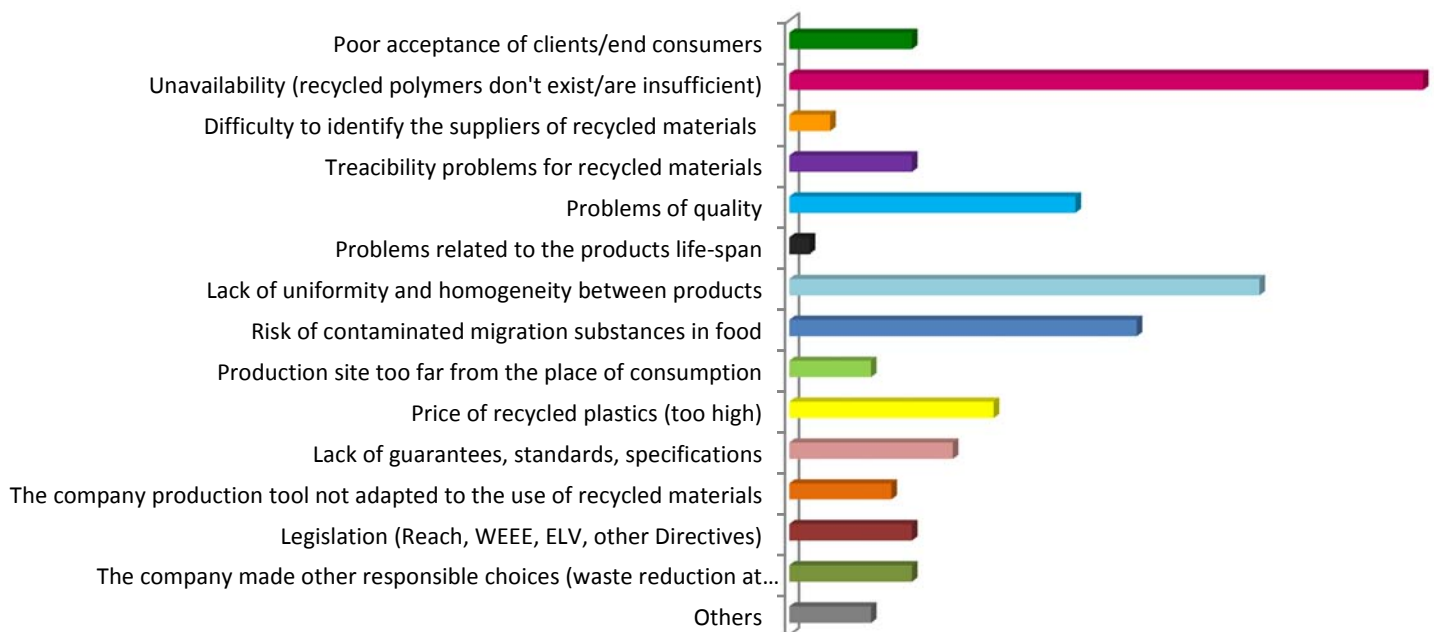 Poor acceptance of clients/end consumers
Unavailability (recycled polymers don't exist/are insufficient)
Difficulty to identify the suppliers of recycled materials
Treacibility problems for recycled materials
Problems of quality
Problems related to the products life-span
Lack of uniformity and homogeneity between products
Risk of contaminated migration substances in food
Production site too far from the place of consumption
Price of recycled plastics (too high)
Lack of guarantees, standards, specifications
The company production tool not adapted to the use of recycled materials
Legislation (Reach, WEEE, ELV, other Directives)
The company made other responsible choices (waste reduction at…
Others